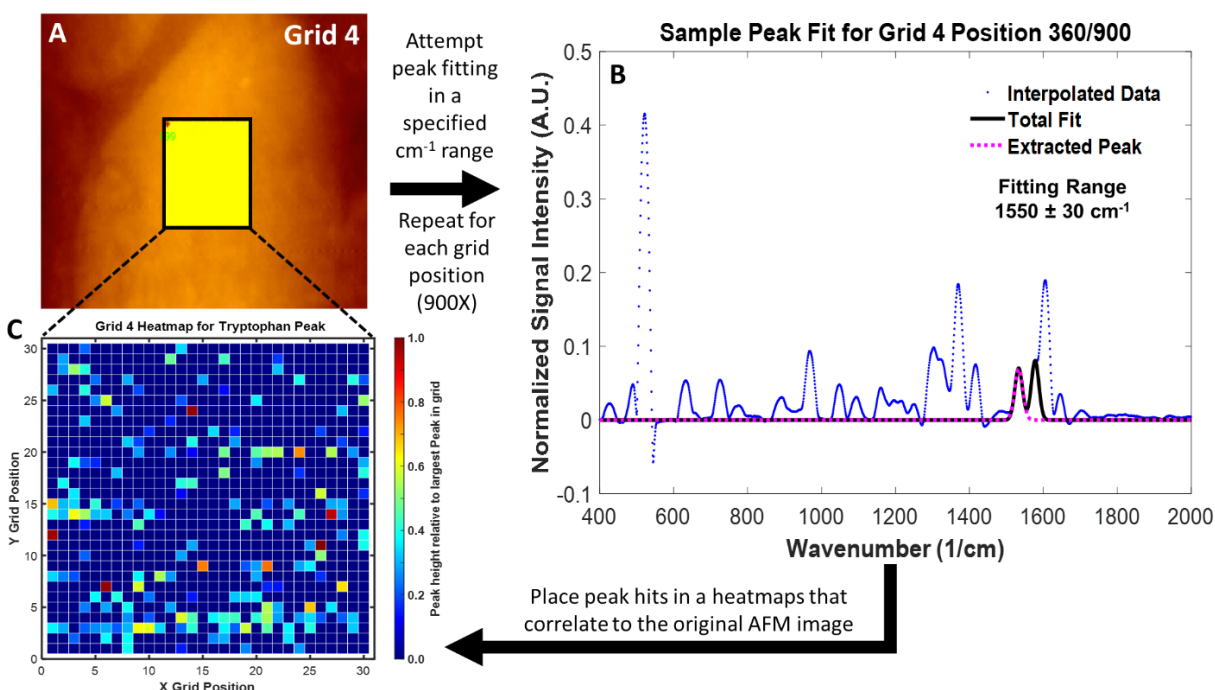 A
Grid 4
Attempt
peak fitting
in a
specified
cm⁻¹ range
Repeat for
each grid
position
(900X)
Sample Peak Fit for Grid 4 Position 360/900
B
Interpolated Data
Total Fit
Extracted Peak
Fitting Range
1550 ± 30 cm⁻¹
Normalized Signal Intensity (A.U.)
0.5
0.4
0.3
0.2
0.1
0
-0.1
400 600 800 1000 1200 1400 1600 1800 2000
Wavenumber (1/cm)
C
Grid 4 Heatmap for Tryptophan Peak
Y Grid Position
30
25
20
15
10
5
0
0 5 10 15 20 25 30
X Grid Position
1.0
0.8
0.6
0.4
0.2
0.0
Peak height relative to largest Peak in grid
Place peak hits in a heatmaps that
correlate to the original AFM image